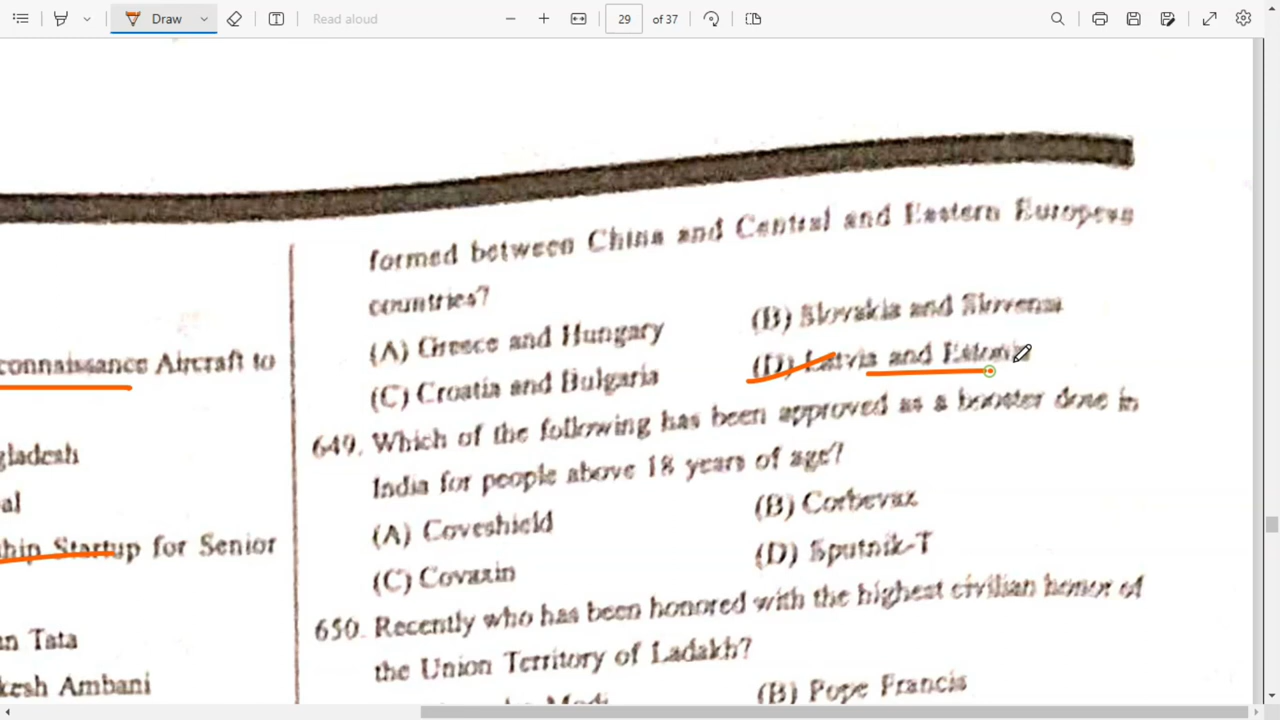 Draw
Read aloud
29
of 37
connaissance Aircraft to
gladesh
al
hip Startup for Senior
n Tata
kesh Ambani
formed between China and Central and Eastern European
countries?
(A) Greece and Hungary
(B) Slovakia and Slovenia
(C) Croatia and Bulgaria
(D) Latvia and Estonia
649. Which of the following has been approved as a booster dose in
India for people above 18 years of age?
(A) Coveshield
(B) Corbevax
(C) Covaxin
(D) Sputnik-T
650. Recently who has been honored with the highest civilian honor of
the Union Territory of Ladakh?
Modi
(B) Pope Francis